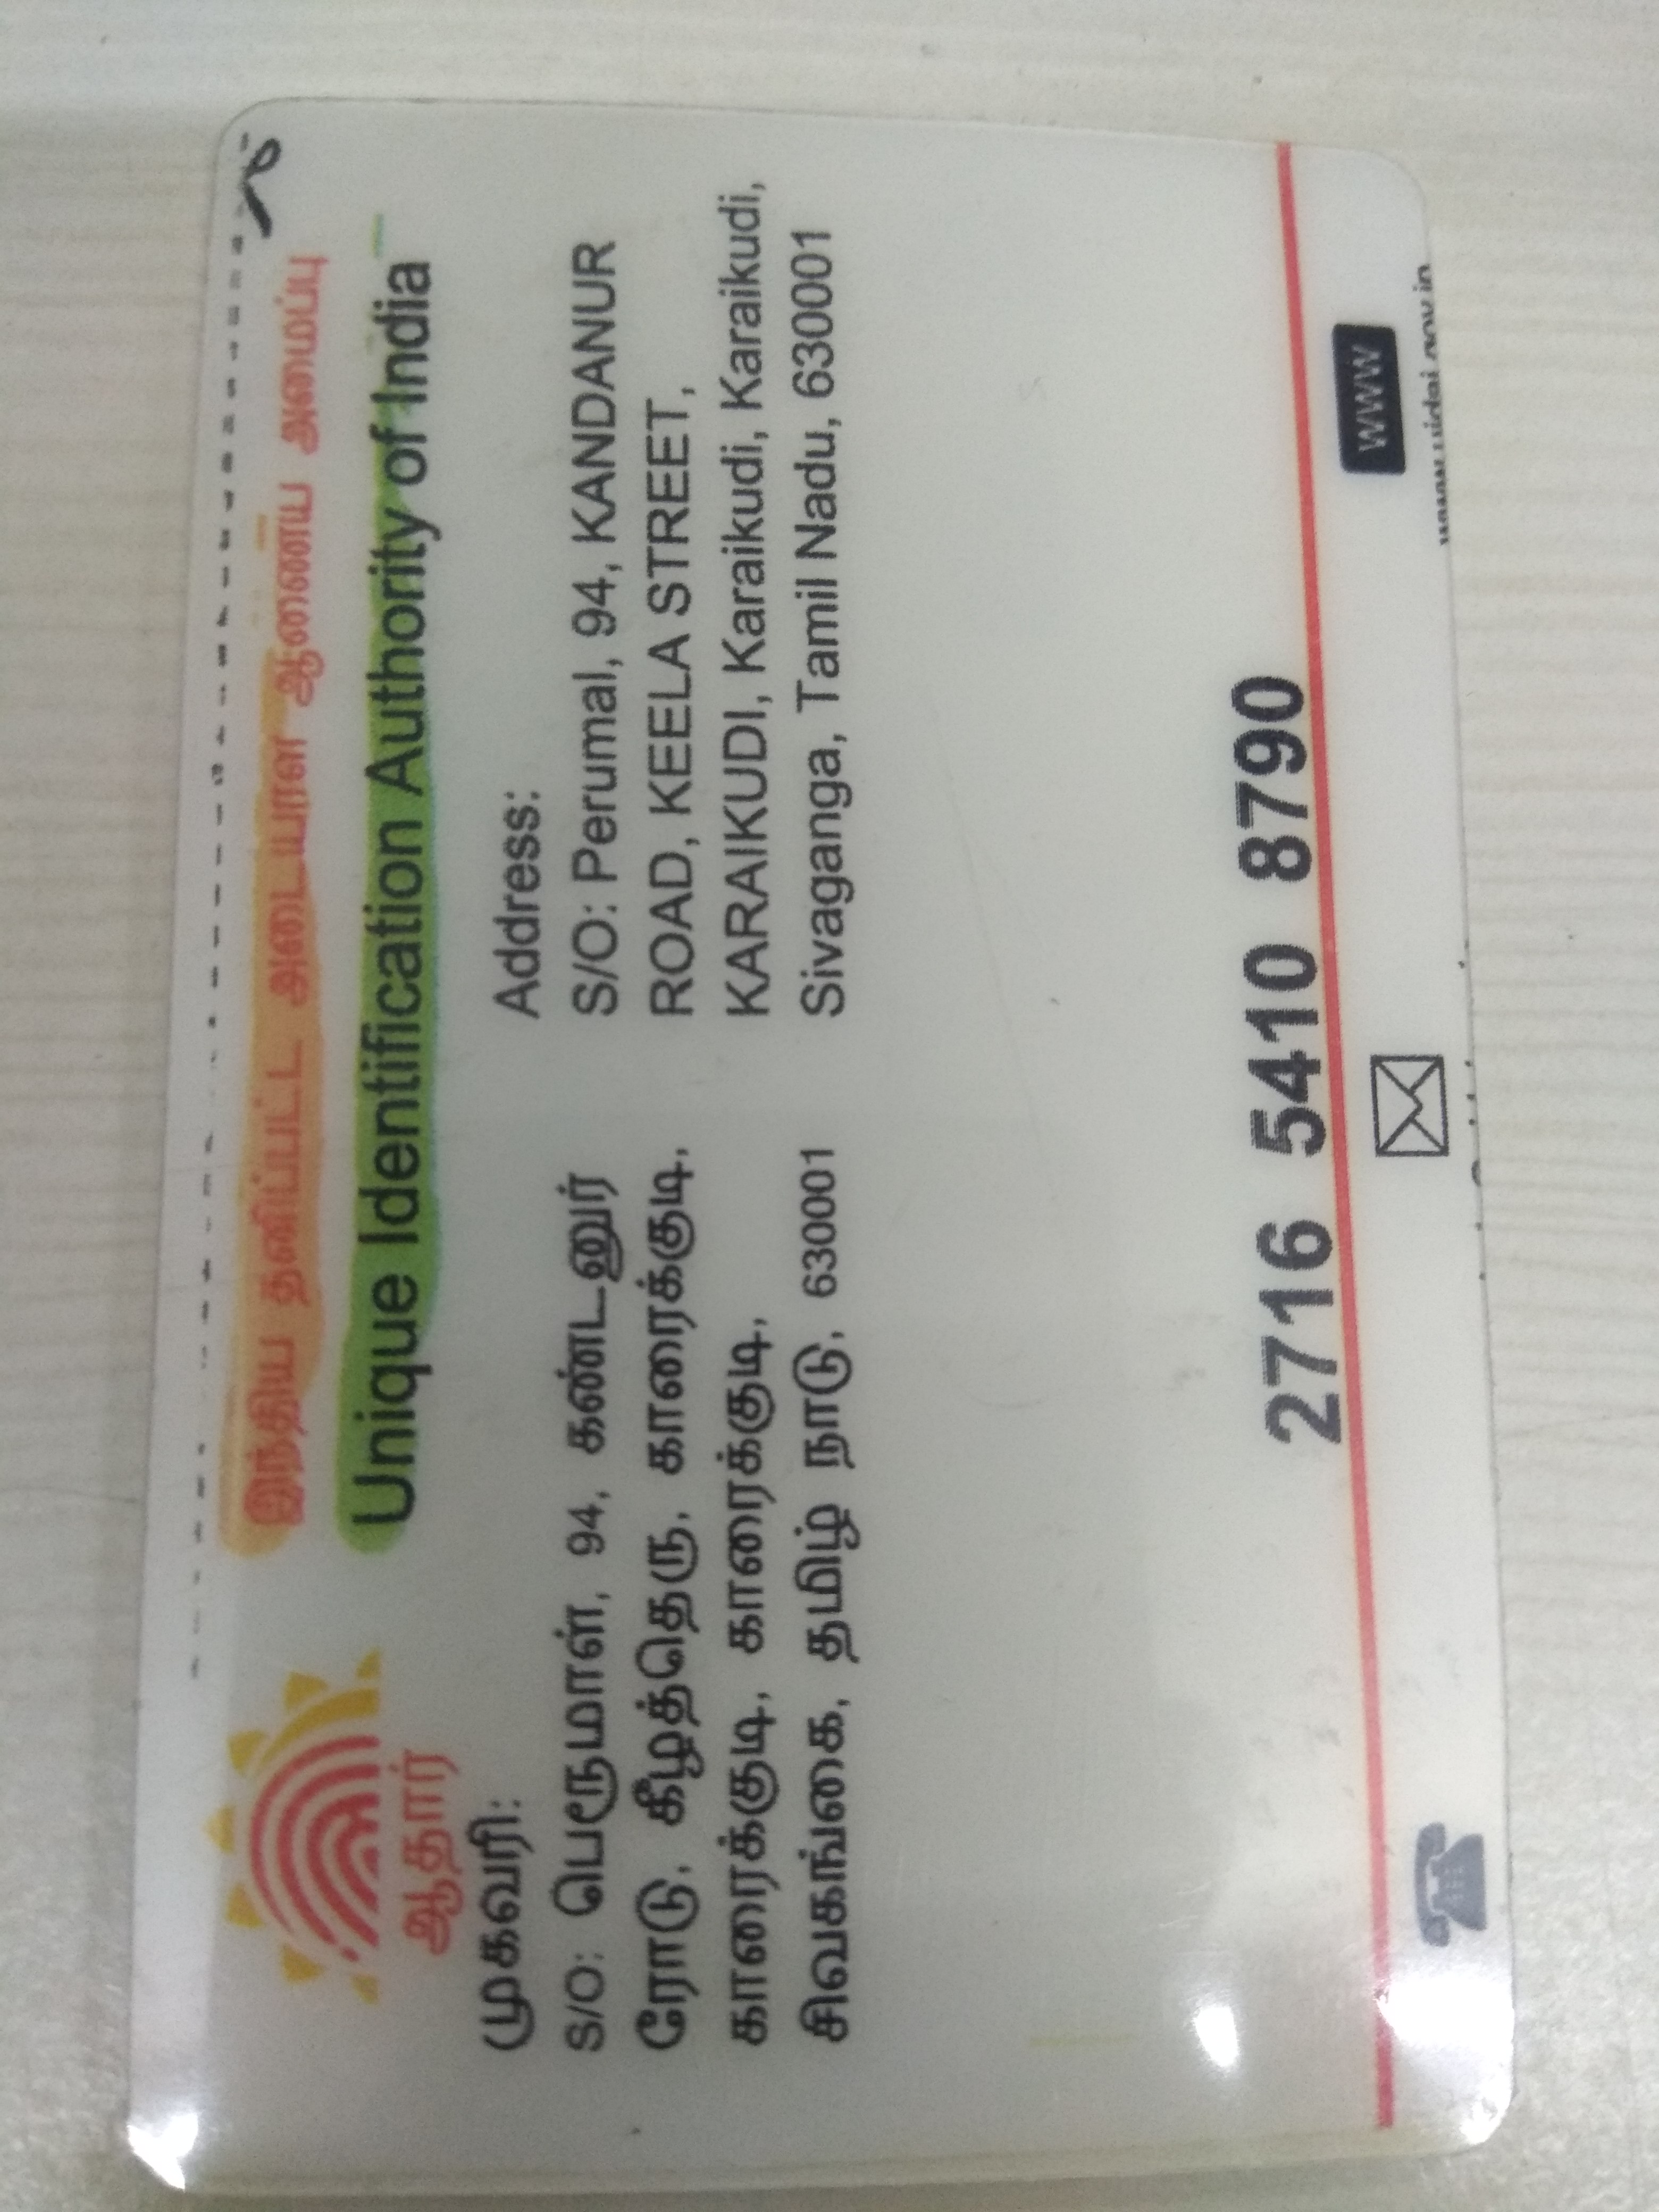 இந்திய தனிப்பட்ட அடையாள ஆணைய அமைப்பு
Unique Identification Authority of India
ஆதார்
முகவரி:
S/O: பெருமாள், 94, கண்டனூர்
ரோடு, கீழத்தெரு, காரைக்குடி,
காரைக்குடி, காரைக்குடி,
சிவகங்கை, தமிழ் நாடு, 630001
Address:
S/O: Perumal, 94, KANDANUR
ROAD, KEELA STREET,
KARAIKUDI, Karaikudi, Karaikudi,
Sivaganga, Tamil Nadu, 630001
2716 5410 8790
WWW